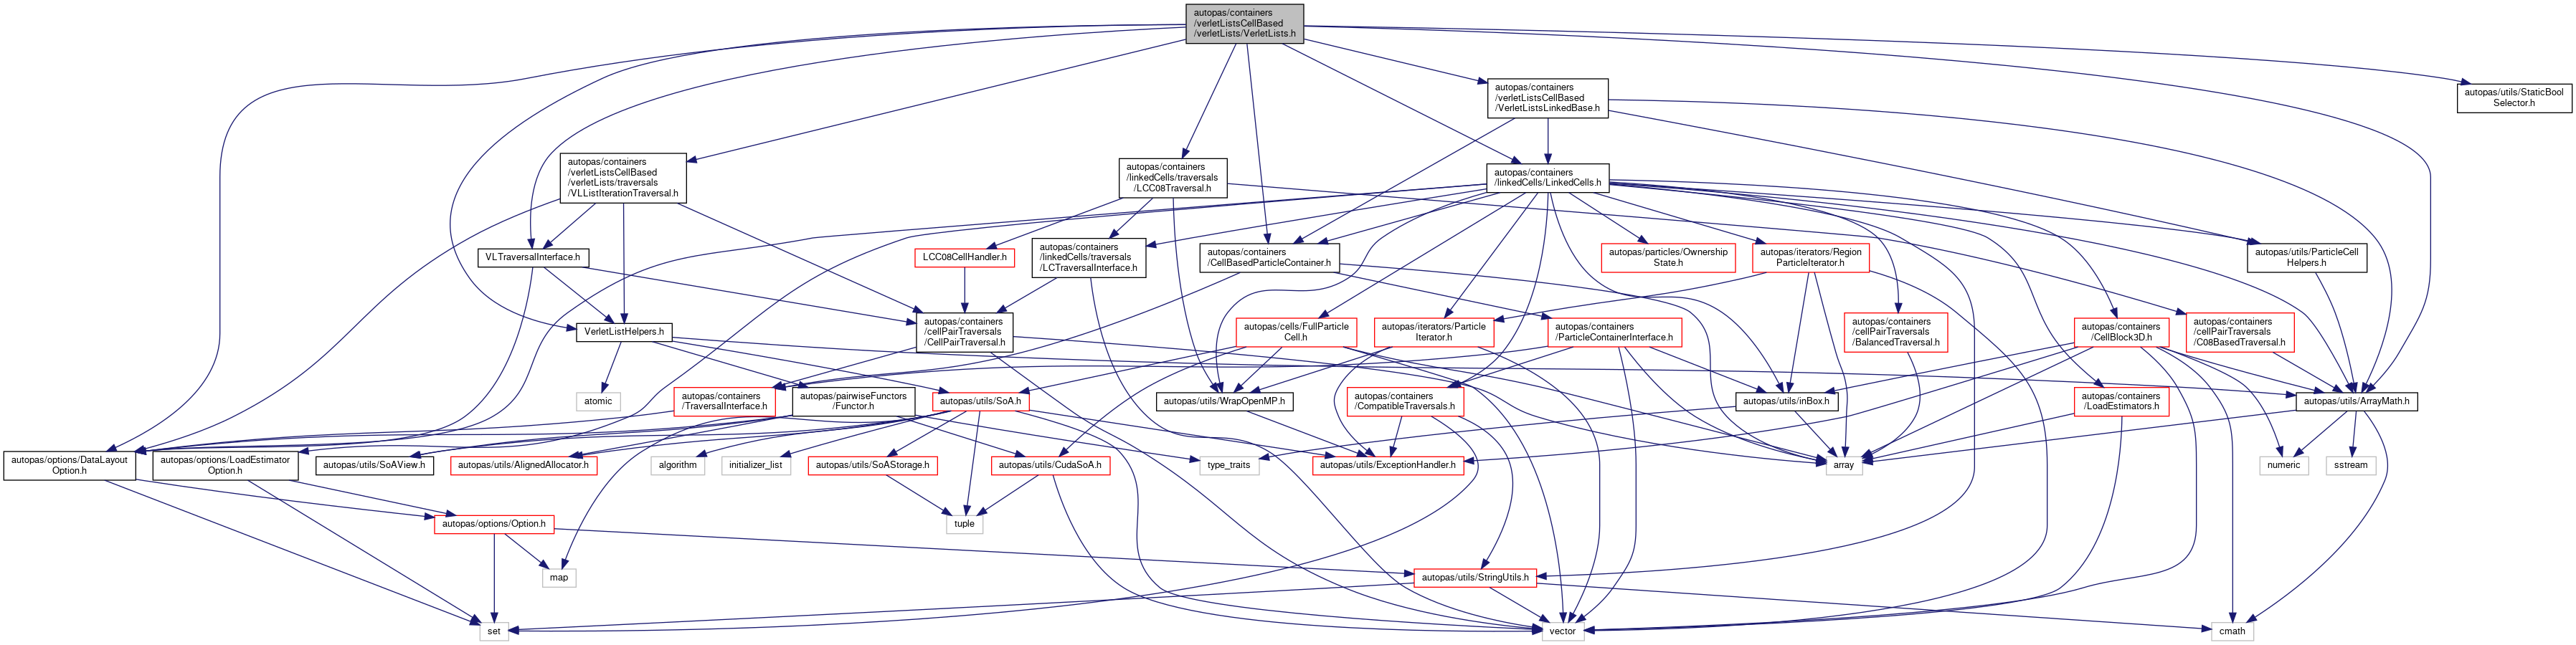 autopas/containers
/verletListsCellBased
/verletLists/VerletLists.h
autopas/containers
/verletListsCellBased
/VerletListsLinkedBase.h
autopas/utils/StaticBool
Selector.h
autopas/containers
/verletListsCellBased
/verletLists/traversals
/VLListIterationTraversal.h
autopas/containers
/linkedCells/traversals
/LCC08Traversal.h
autopas/containers
/linkedCells/LinkedCells.h
VLTraversalInterface.h
LCC08CellHandler.h
autopas/containers
/linkedCells/traversals
/LCTraversalInterface.h
autopas/containers
/CellBasedParticleContainer.h
autopas/particles/Ownership
State.h
autopas/iterators/Region
ParticleIterator.h
autopas/utils/ParticleCell
Helpers.h
VerletListHelpers.h
autopas/containers
/cellPairTraversals
/CellPairTraversal.h
autopas/cells/FullParticle
Cell.h
autopas/iterators/Particle
Iterator.h
autopas/containers
/ParticleContainerInterface.h
autopas/containers
/cellPairTraversals
/BalancedTraversal.h
autopas/containers
/CellBlock3D.h
autopas/containers
/cellPairTraversals
/C08BasedTraversal.h
atomic
autopas/containers
/TraversalInterface.h
autopas/pairwiseFunctors
/Functor.h
autopas/utils/SoA.h
autopas/utils/WrapOpenMP.h
autopas/containers
/CompatibleTraversals.h
autopas/utils/inBox.h
autopas/containers
/LoadEstimators.h
autopas/utils/ArrayMath.h
autopas/options/DataLayout
Option.h
autopas/options/LoadEstimator
Option.h
autopas/utils/SoAView.h
autopas/utils/AlignedAllocator.h
algorithm
initializer_list
autopas/utils/SoAStorage.h
autopas/utils/CudaSoA.h
type_traits
autopas/utils/ExceptionHandler.h
array
numeric
sstream
autopas/options/Option.h
tuple
map
autopas/utils/StringUtils.h
set
vector
cmath